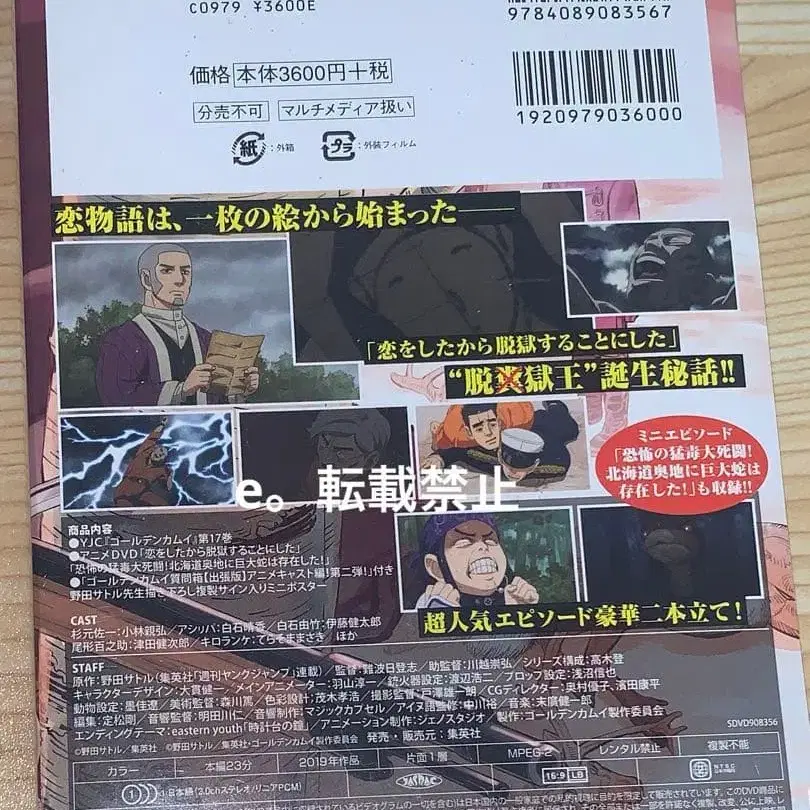 C0979 ¥3600E
9784089083567
価格 本体3600円+税
分売不可 マルチメディア扱い
1920979036000
紙 :外箱 プラ :外装フィルム
恋物語は、一枚の絵から始まった──
「恋をしたから脱獄することにした」
“脱糞獄王”誕生秘話!!
ミニエピソード
「恐怖の猛毒大死闘!
北海道奥地に巨大蛇は
存在した!」も収録!!
e。転載禁止
商品内容
●YJC『ゴールデンカムイ』第17巻
●アニメDVD「恋をしたから脱獄することにした」
「恐怖の猛毒大死闘!北海道奥地に巨大蛇は存在した!」
●「ゴールデンカムイ質問箱【出張版】アニメキャスト編!第二弾!」付き
野田サトル先生描き下ろし複製サイン入りミニポスター
超人気エピソード豪華二本立て!
CAST
杉元佐一:小林親弘/アシㇼパ:白石晴香/白石由竹:伊藤健太郎
尾形百之助:津田健次郎/キロランケ:てらそままさき ほか
STAFF
原作:野田サトル(集英社「週刊ヤングジャンプ」連載)/監督:難波日登志/助監督:川越崇弘/シリーズ構成:高木登
キャラクターデザイン:大貫健一/メインアニメーター:羽山淳一/銃火器設定:渡辺浩二/プロップ設定:浅沼信也
動物設定:墨佳遼/美術監督:森川篤/色彩設計:茂木孝浩/撮影監督:戸澤雄一朗/CGディレクター:奥村優子、濱田康平
編集:定松剛/音響監督:明田川仁/音響制作:マジックカプセル/アイヌ語監修:中川裕/音楽:末廣健一郎
エンディングテーマ:eastern youth「時計台の鐘」/アニメーション制作:ジェノスタジオ/製作:ゴールデンカムイ製作委員会
©野田サトル/集英社 ©野田サトル/集英社・ゴールデンカムイ製作委員会 発売・販売元:集英社
SDVD908356
カラー 本編23分 2019年作品 片面1層 MPEG-2 レンタル禁止 複製不能
1:日本語(2.0chステレオ/リニアPCM) 16:9 LB NTSC